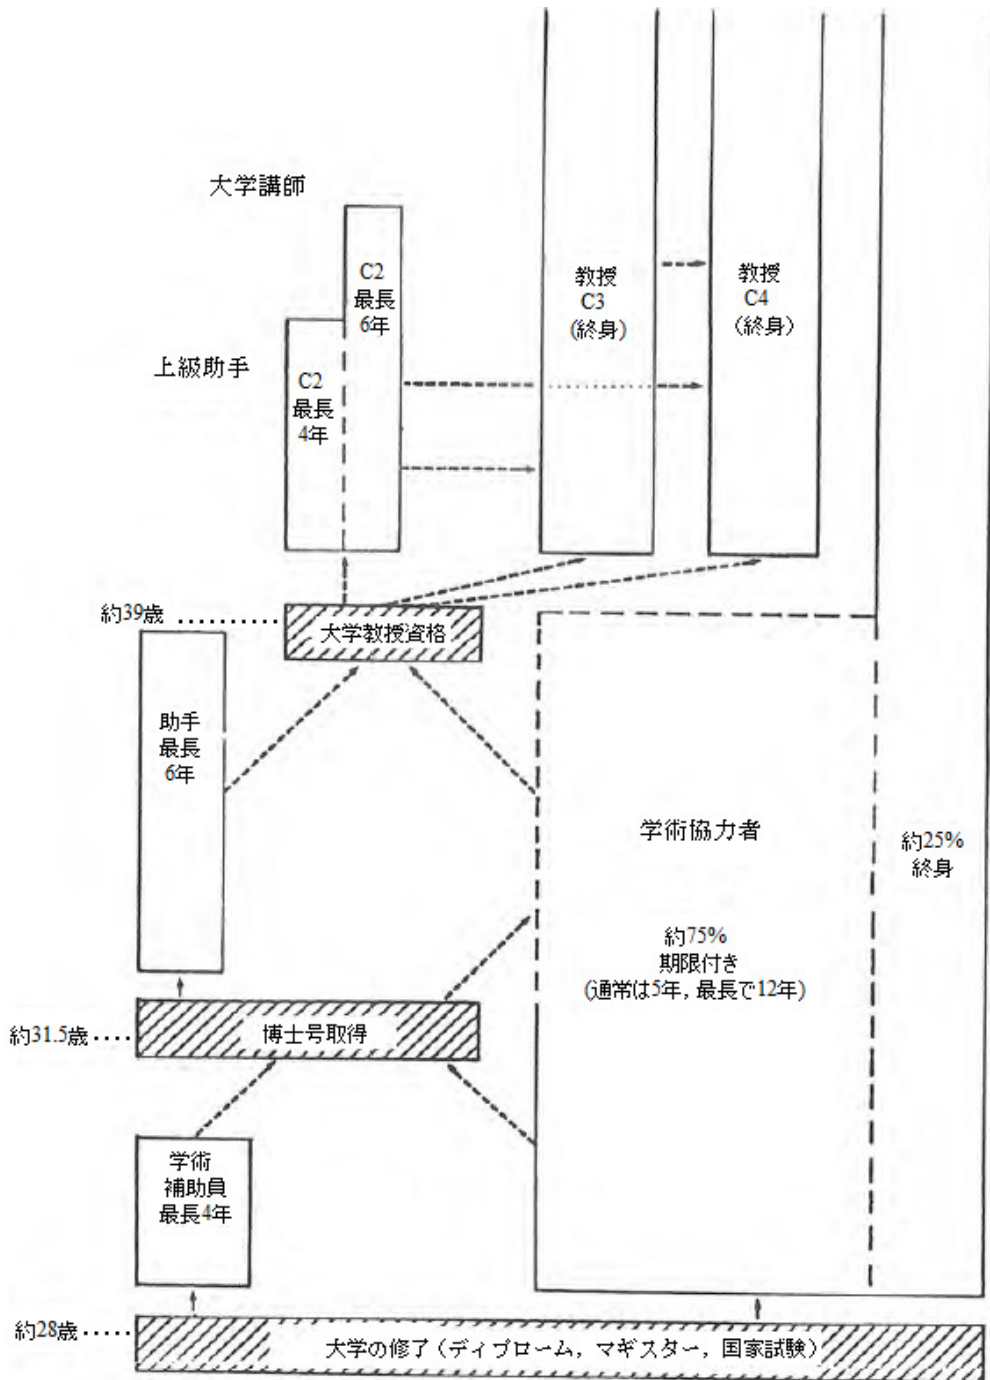 大学講師
C2
最長
6年
上級助手
C2
最長
4年
教授
C3
(終身)
教授
C4
(終身)
約39歳 ......
大学教授資格
助手
最長
6年
学術協力者
約25%
終身
約75%
期限付き
(通常は5年, 最長で12年)
約31.5歳 ....
博士号取得
学術
補助員
最長4年
約28歳 .....
大学の修了(ディプローム, マギスター, 国家試験)